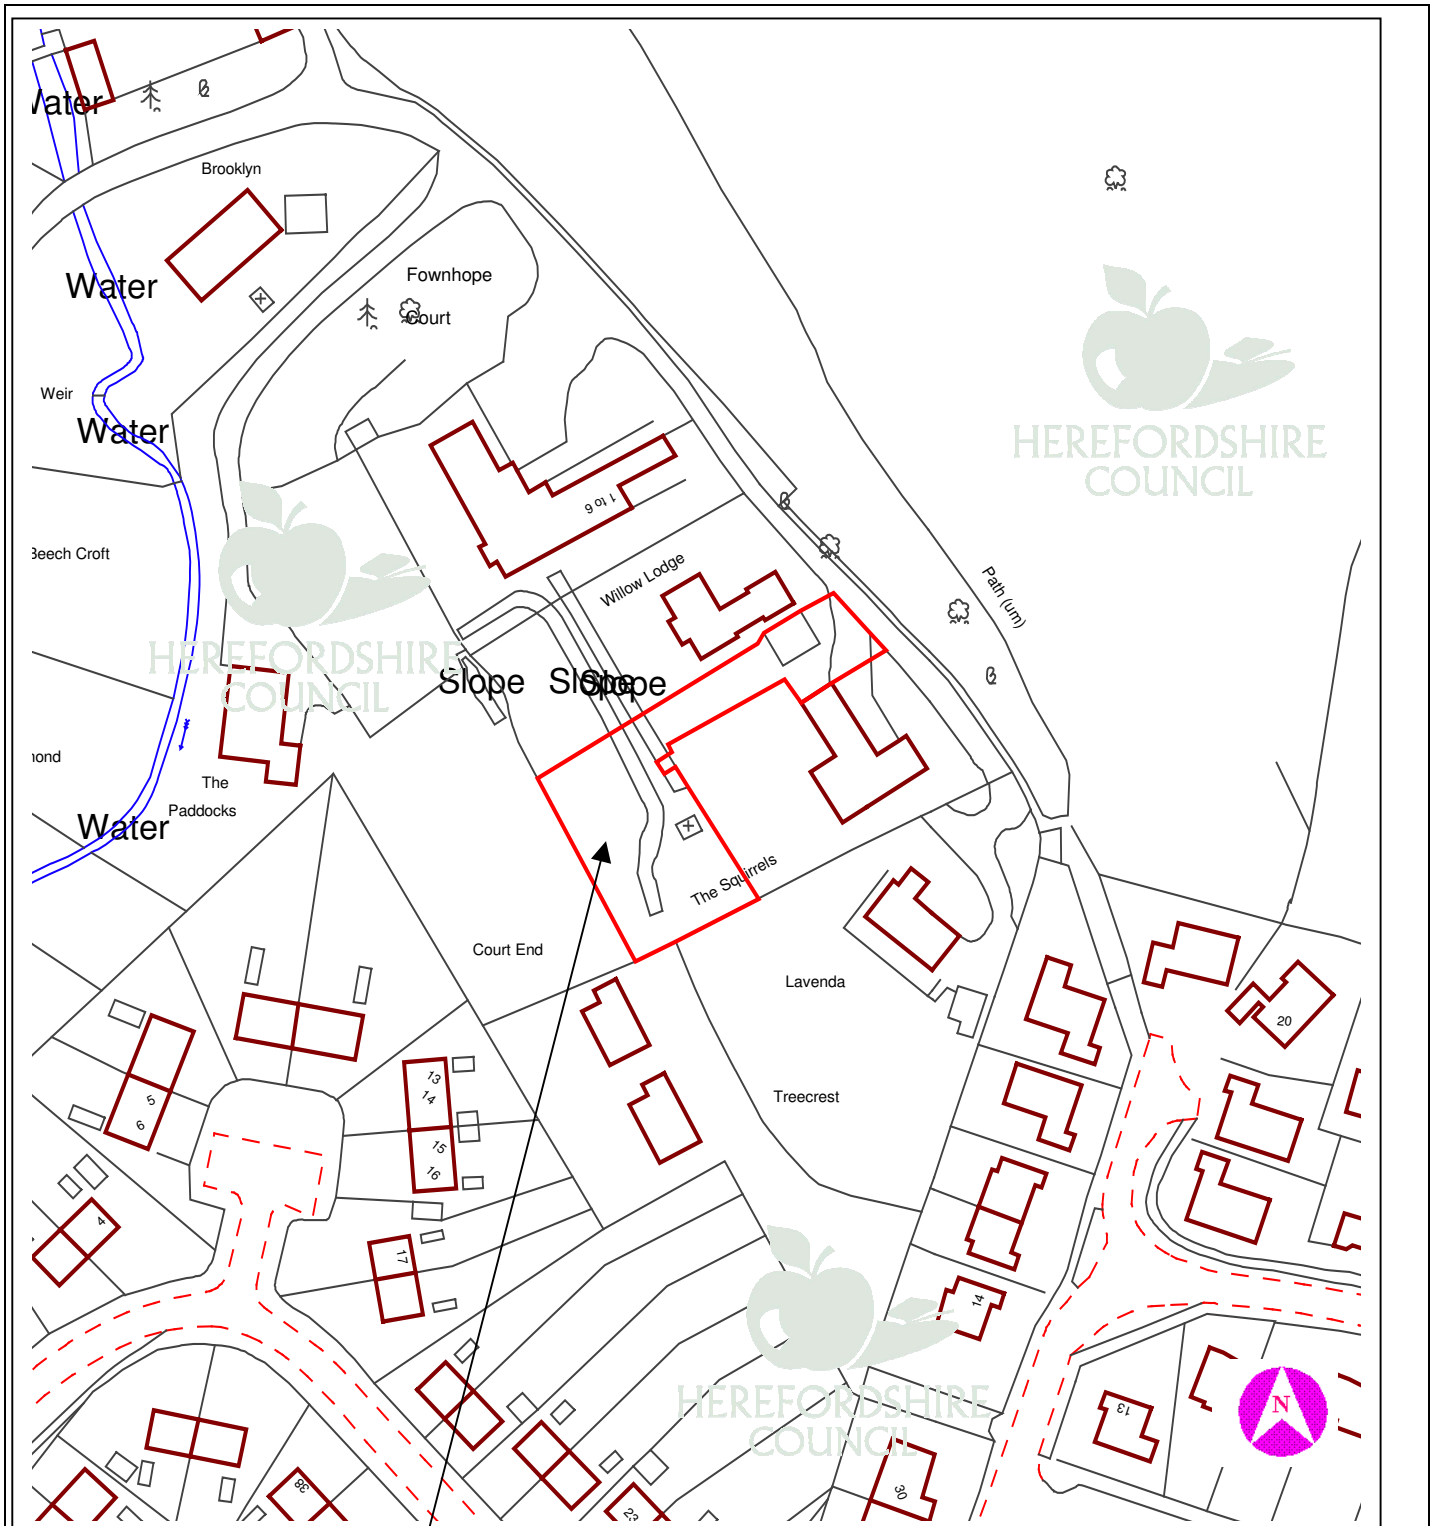 Water
Brooklyn
Water
Fownhope
Court
Weir
Water
HEREFORDSHIRE
COUNCIL
1 to 6
Beech Croft
Willow Lodge
Path (um)
HEREFORDSHIRE
COUNCIL
Slope
Slope
Slope
The
Paddocks
Water
The Squirrels
Court End
Lavenda
20
Treecrest
13
14
15
16
5
6
4
17
14
HEREFORDSHIRE
COUNCIL
N
13
38
30
23